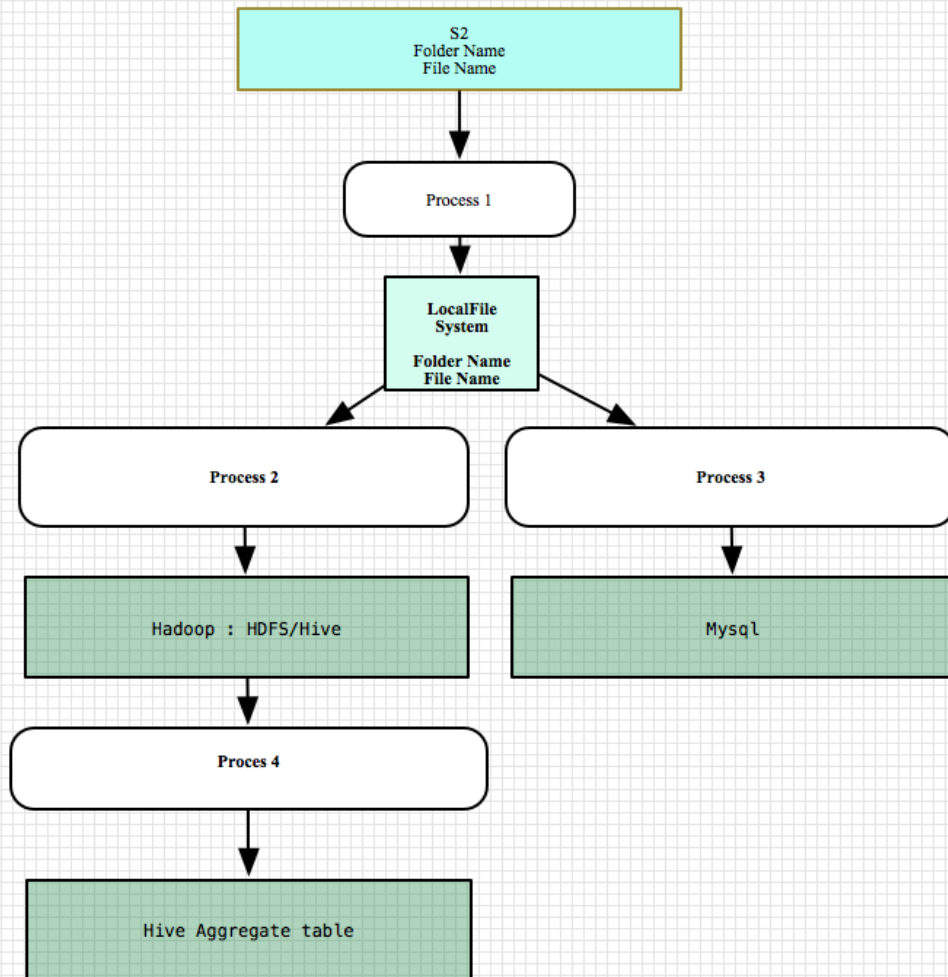 S2
Folder Name
File Name
Process 1
LocalFile
System
Folder Name
File Name
Process 2
Process 3
Hadoop : HDFS/Hive
Mysql
Proces 4
Hive Aggregate table